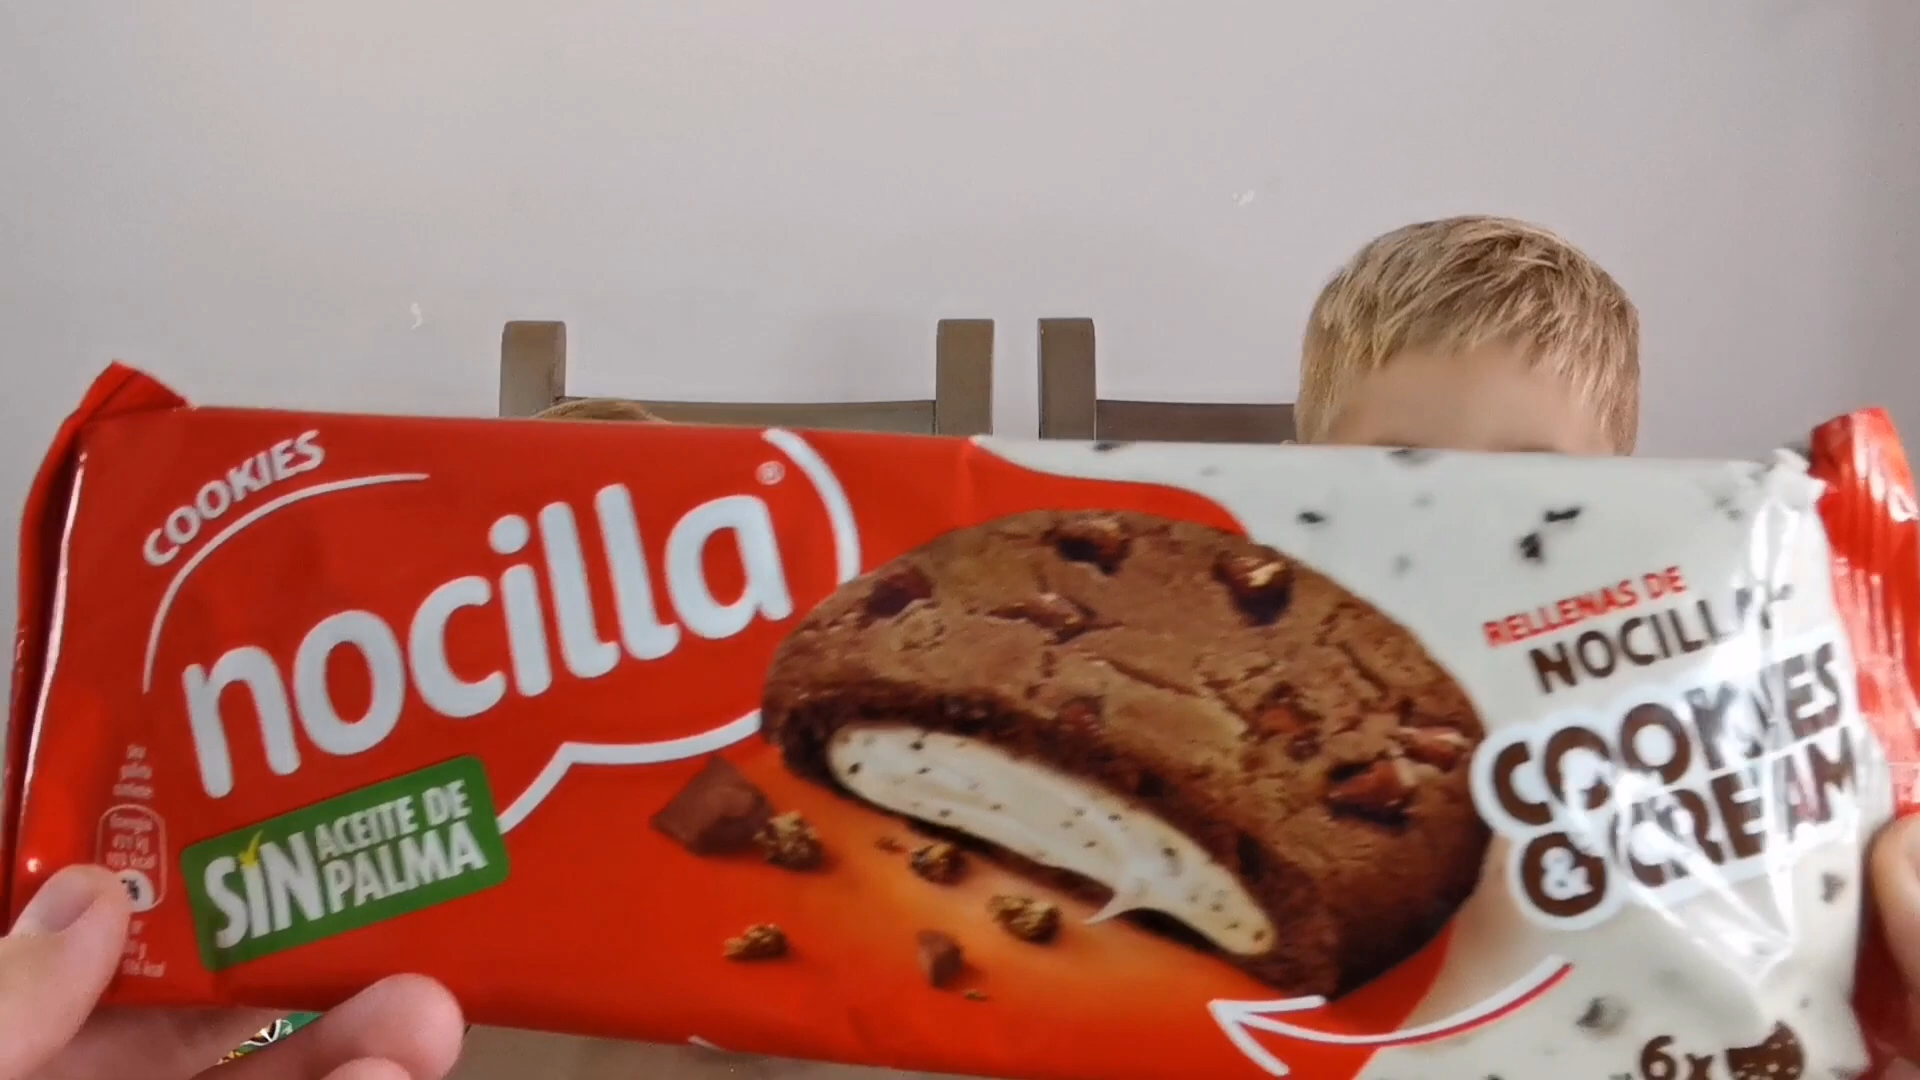 COOKIES
nocilla®
SIN ACEITE DE
PALMA
RELLENAS DE
NOCILLA
COOKIES
& CREAM
6x